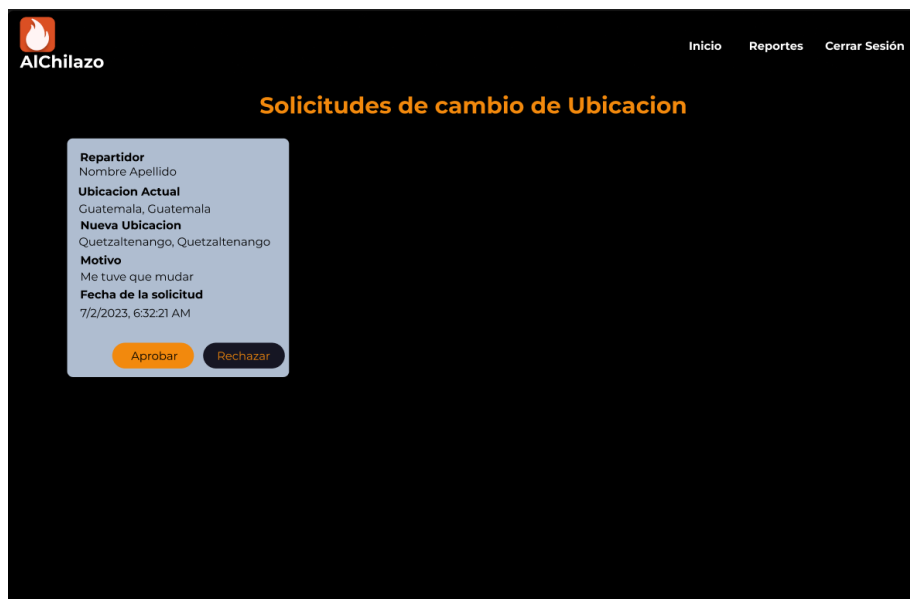 AlChilazo
Inicio Reportes Cerrar Sesión
Solicitudes de cambio de Ubicacion
Repartidor
Nombre Apellido
Ubicacion Actual
Guatemala, Guatemala
Nueva Ubicacion
Quetzaltenango, Quetzaltenango
Motivo
Me tuve que mudar
Fecha de la solicitud
7/2/2023, 6:32:21 AM
Aprobar Rechazar